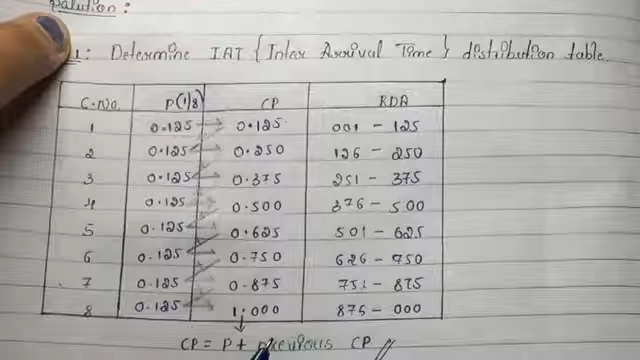 Solution:
1: Determine IAT {Inter Arrival Time} distribution table.
C.No. P(1/8) CP RDA
1 0.125 0.125 001 - 125
2 0.125 0.250 126 - 250
3 0.125 0.375 251 - 375
4 0.125 0.500 376 - 500
5 0.125 0.625 501 - 625
6 0.125 0.750 626 - 750
7 0.125 0.875 751 - 875
8 0.125 1.000 875 - 000
CP = P + previous CP